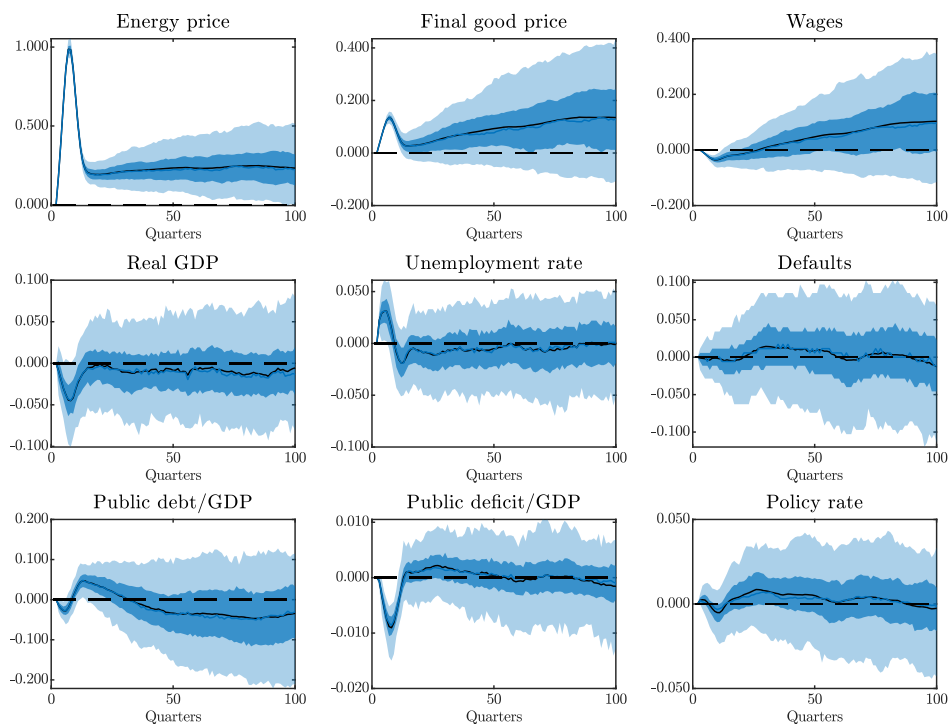 Energy price
Final good price
Wages
1.000
0.500
0.000
0 50 100
Quarters
0.400
0.200
0.000
-0.200
0 50 100
Quarters
0.400
0.200
0.000
-0.200
0 50 100
Quarters
Real GDP
Unemployment rate
Defaults
0.100
0.050
0.000
-0.050
-0.100
0 50 100
Quarters
0.050
0.000
-0.050
-0.100
0 50 100
Quarters
0.100
0.050
0.000
-0.050
-0.100
0 50 100
Quarters
Public debt/GDP
Public deficit/GDP
Policy rate
0.200
0.100
0.000
-0.100
-0.200
0 50 100
Quarters
0.010
0.000
-0.010
-0.020
0 50 100
Quarters
0.050
0.000
-0.050
0 50 100
Quarters